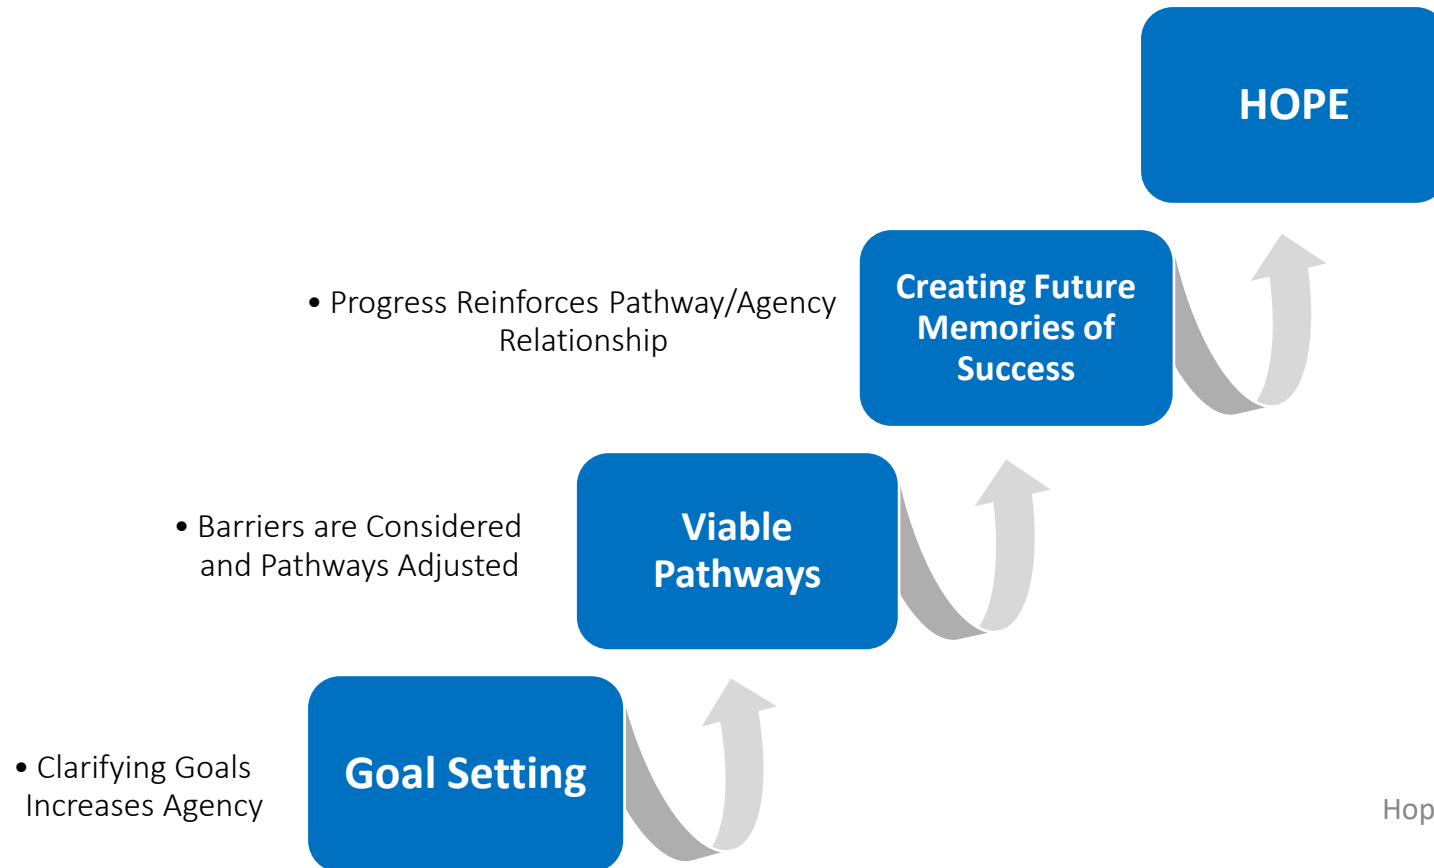 HOPE
• Progress Reinforces Pathway/Agency
Relationship
Creating Future
Memories of
Success
• Barriers are Considered
and Pathways Adjusted
Viable
Pathways
• Clarifying Goals
Increases Agency
Goal Setting
Hop